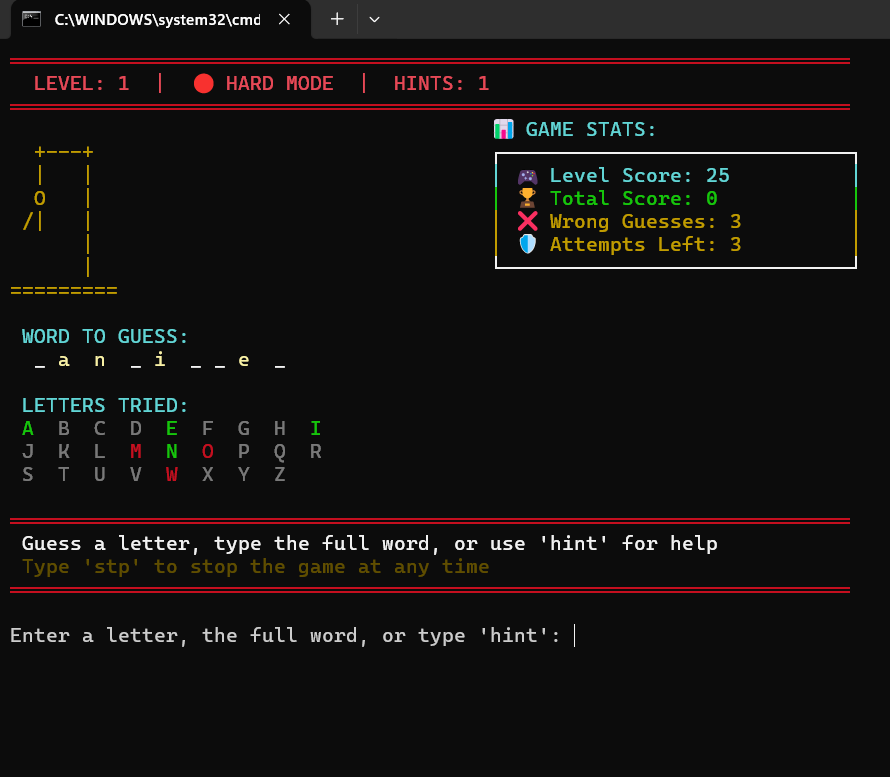 C:\WINDOWS\system32\cmd
LEVEL: 1 | 🔴 HARD MODE | HINTS: 1
📊 GAME STATS:
🎮 Level Score: 25
🏆 Total Score: 0
❌ Wrong Guesses: 3
🛡️ Attempts Left: 3
+---+
|   |
O   |
/|   |
|
|
=========
WORD TO GUESS:
_ a n _ i _ _ e _
LETTERS TRIED:
A B C D E F G H I
J K L M N O P Q R
S T U V W X Y Z
Guess a letter, type the full word, or use 'hint' for help
Type 'stp' to stop the game at any time
Enter a letter, the full word, or type 'hint':